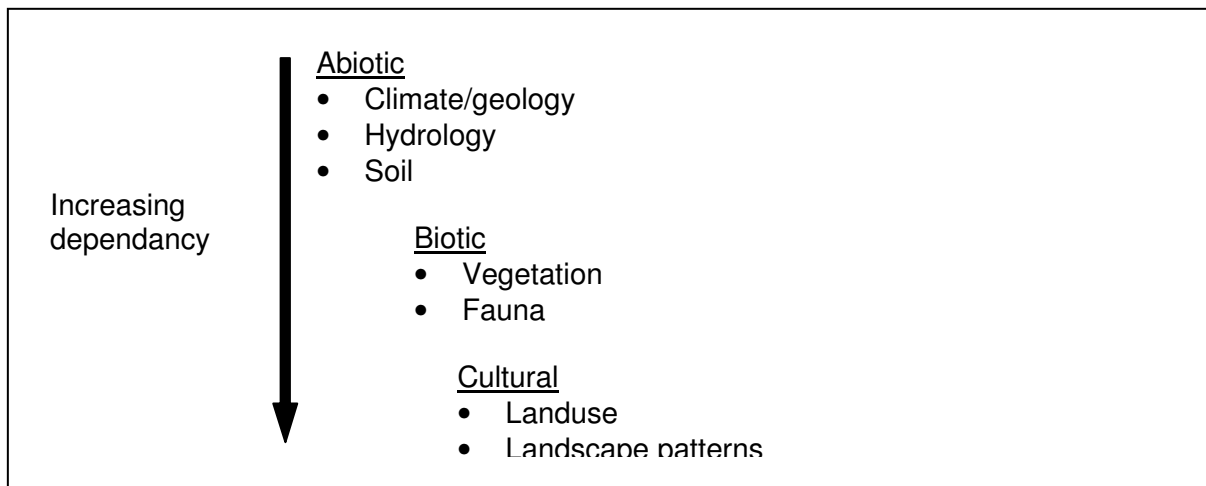 Abiotic
• Climate/geology
• Hydrology
• Soil
Increasing
dependancy
Biotic
• Vegetation
• Fauna
Cultural
• Landuse
• Landscape patterns